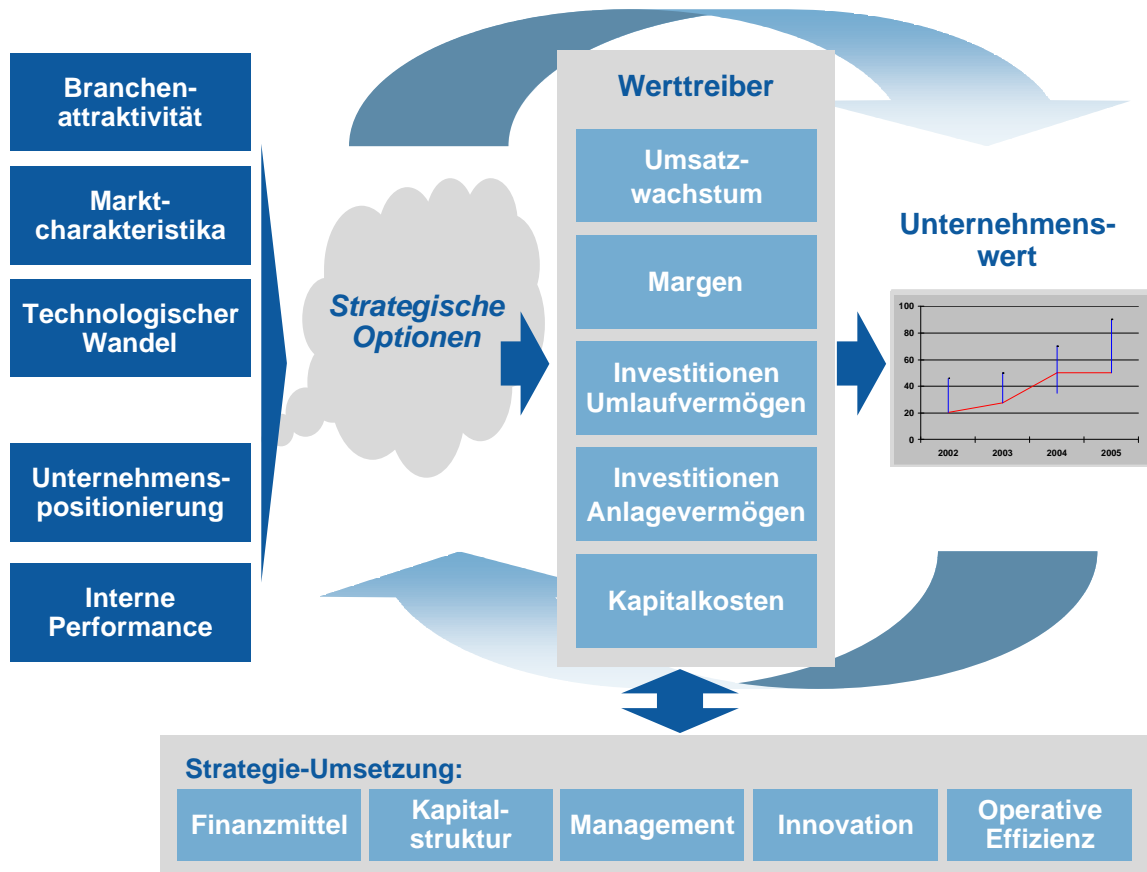 Branchen-
attraktivität
Markt-
charakteristika
Technologischer
Wandel
Unternehmens-
positionierung
Interne
Performance
Strategische
Optionen
Werttreiber
Umsatz-
wachstum
Margen
Investitionen
Umlaufvermögen
Investitionen
Anlagevermögen
Kapitalkosten
Unternehmens-
wert
100
80
60
40
20
0
2002 2003 2004 2005
Strategie-Umsetzung:
Finanzmittel
Kapital-
struktur
Management
Innovation
Operative
Effizienz